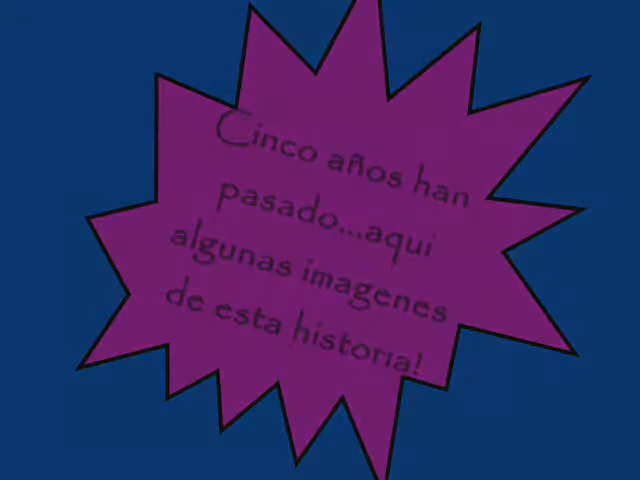 Cinco años han
pasado...aqui
algunas imagenes
de esta historia!